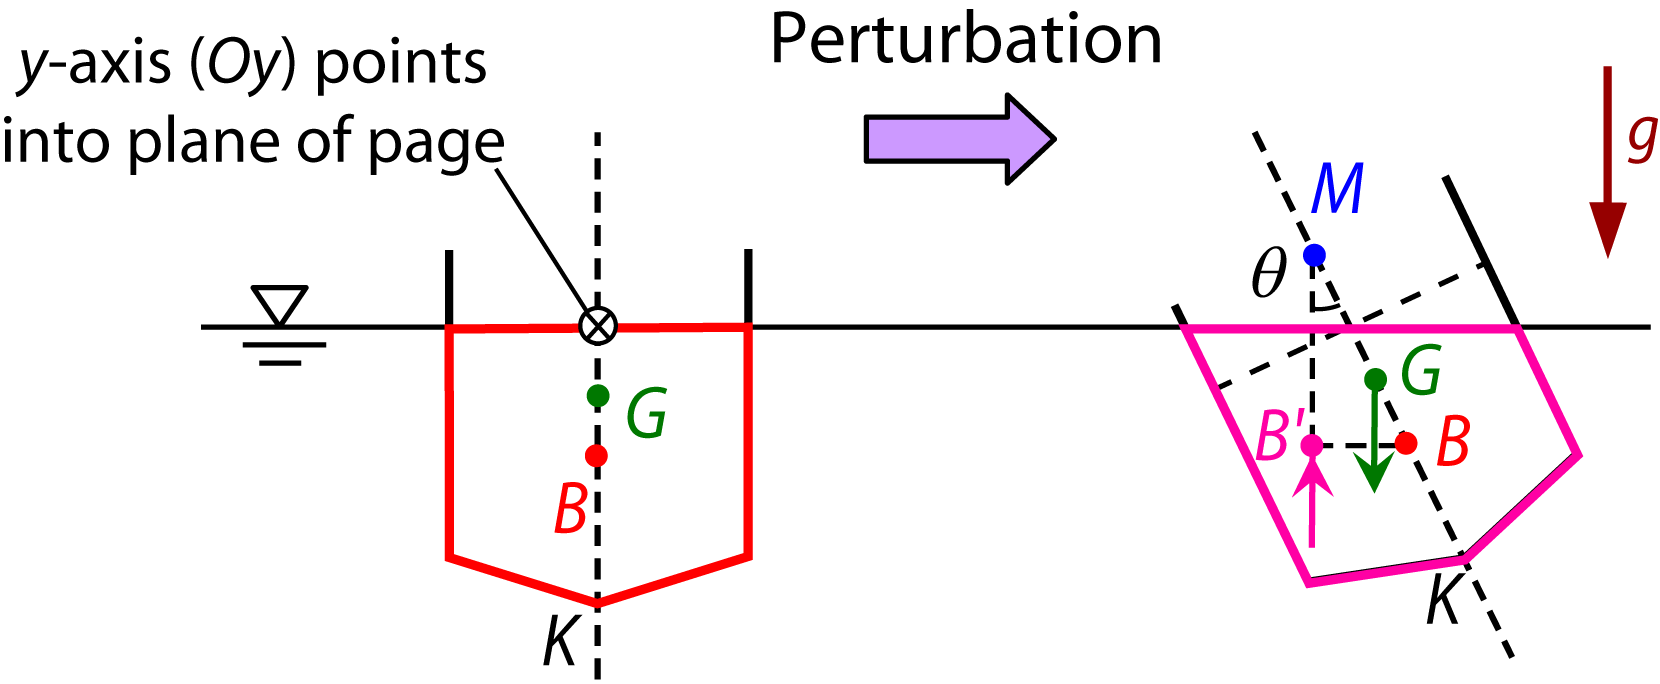 y-axis (Oy) points
into plane of page
Perturbation
g
M
θ
G
B
K
G
B'
B
K